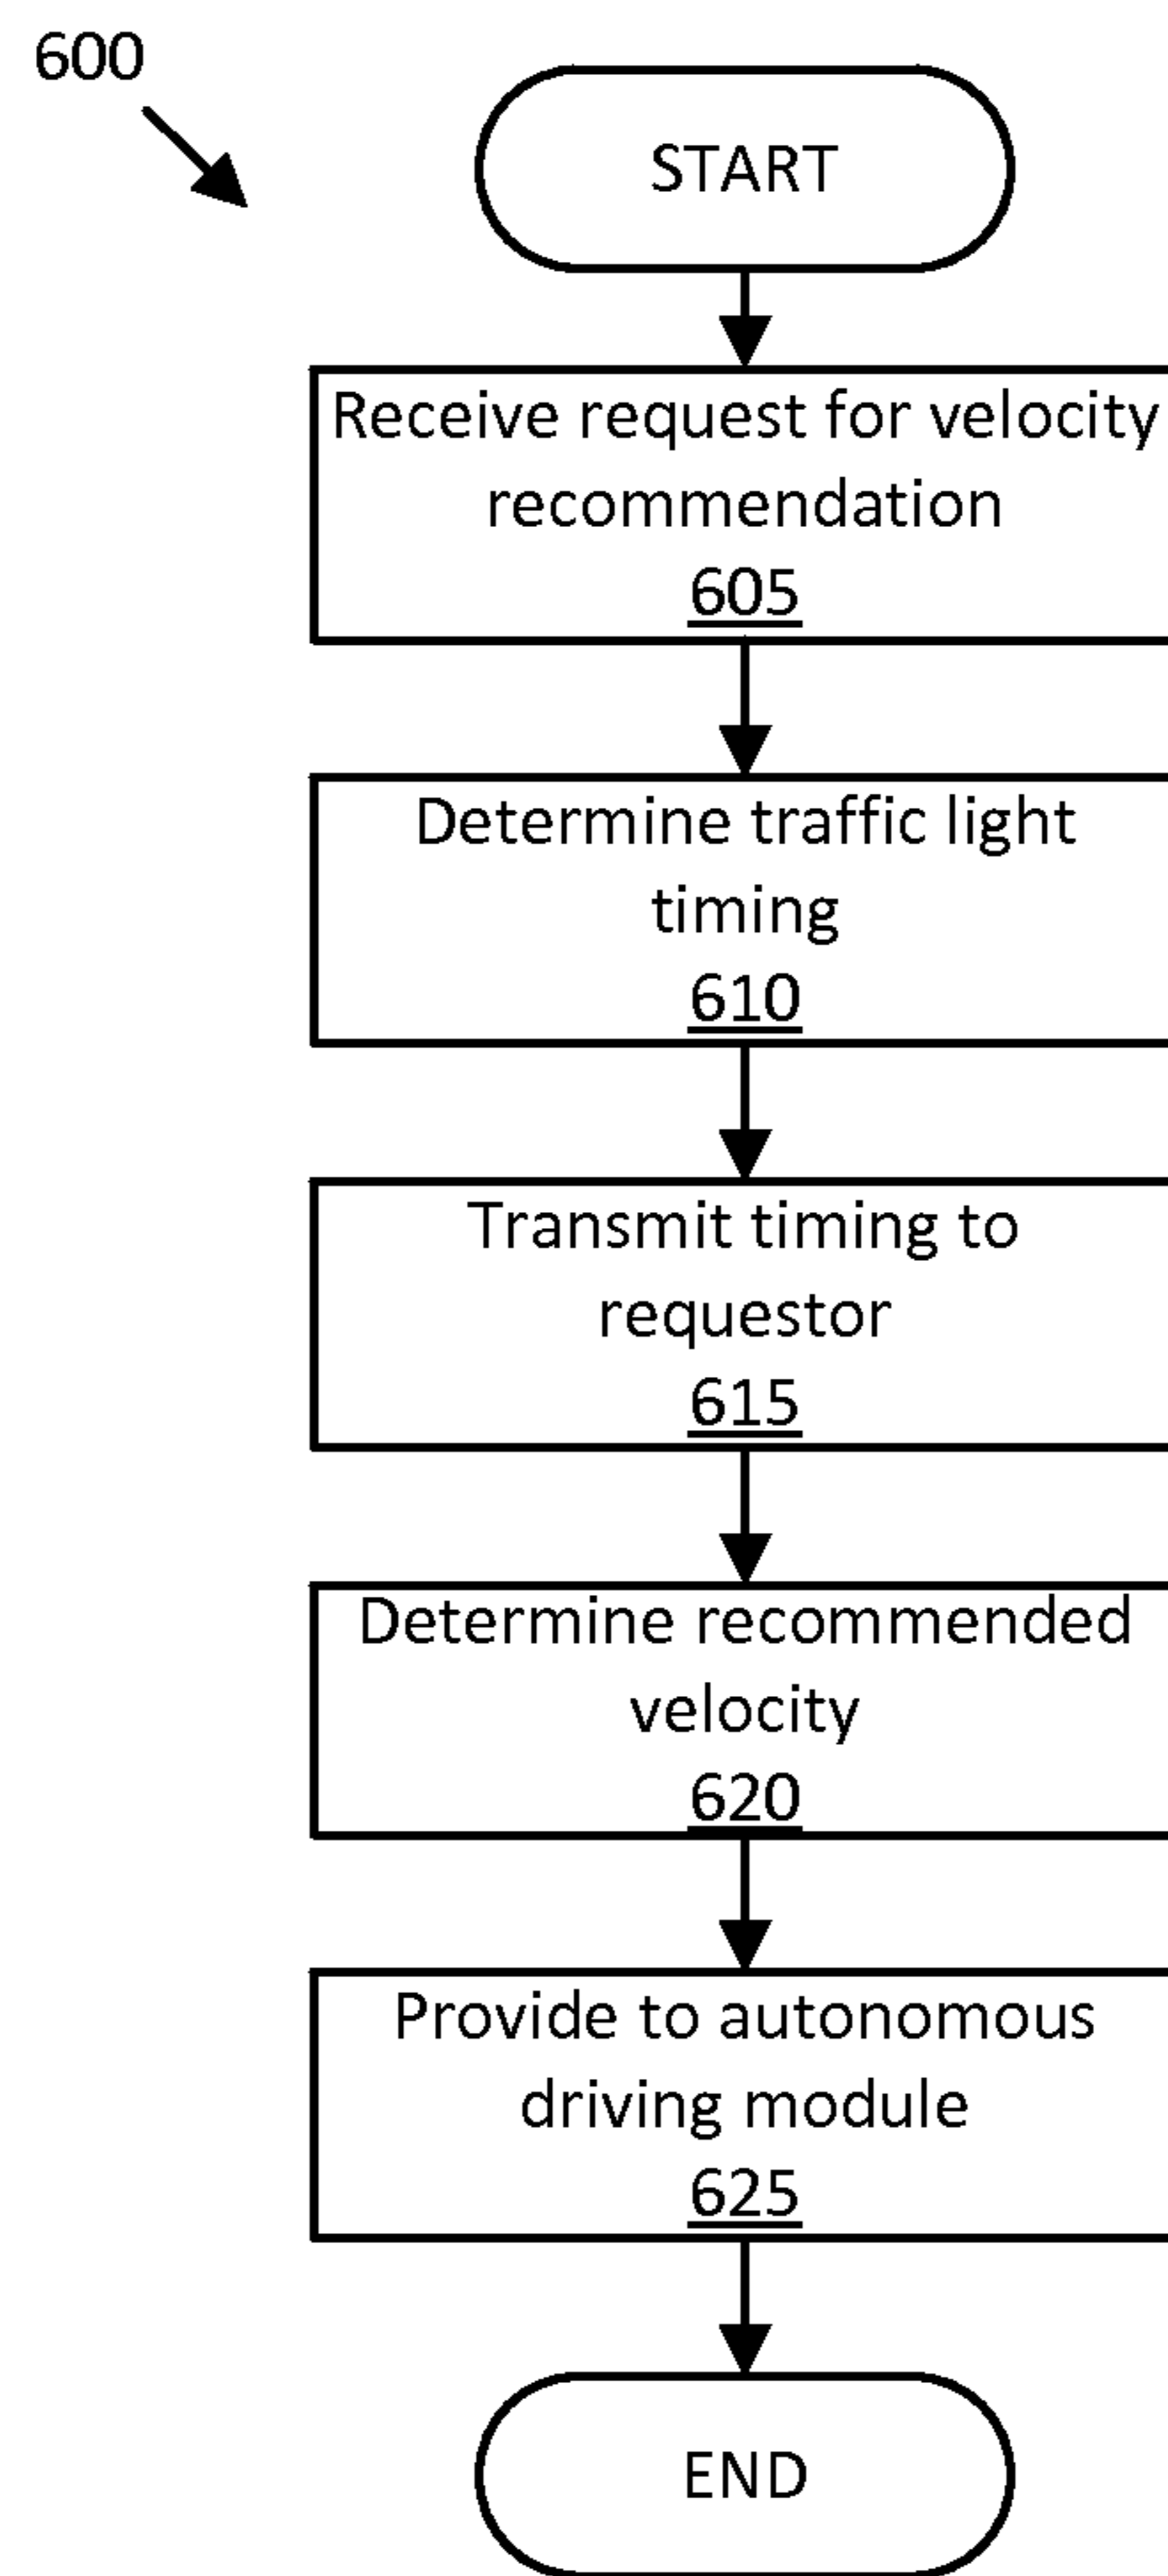 600
START
Receive request for velocity
recommendation
605
Determine traffic light
timing
610
Transmit timing to
requestor
615
Determine recommended
velocity
620
Provide to autonomous
driving module
625
END